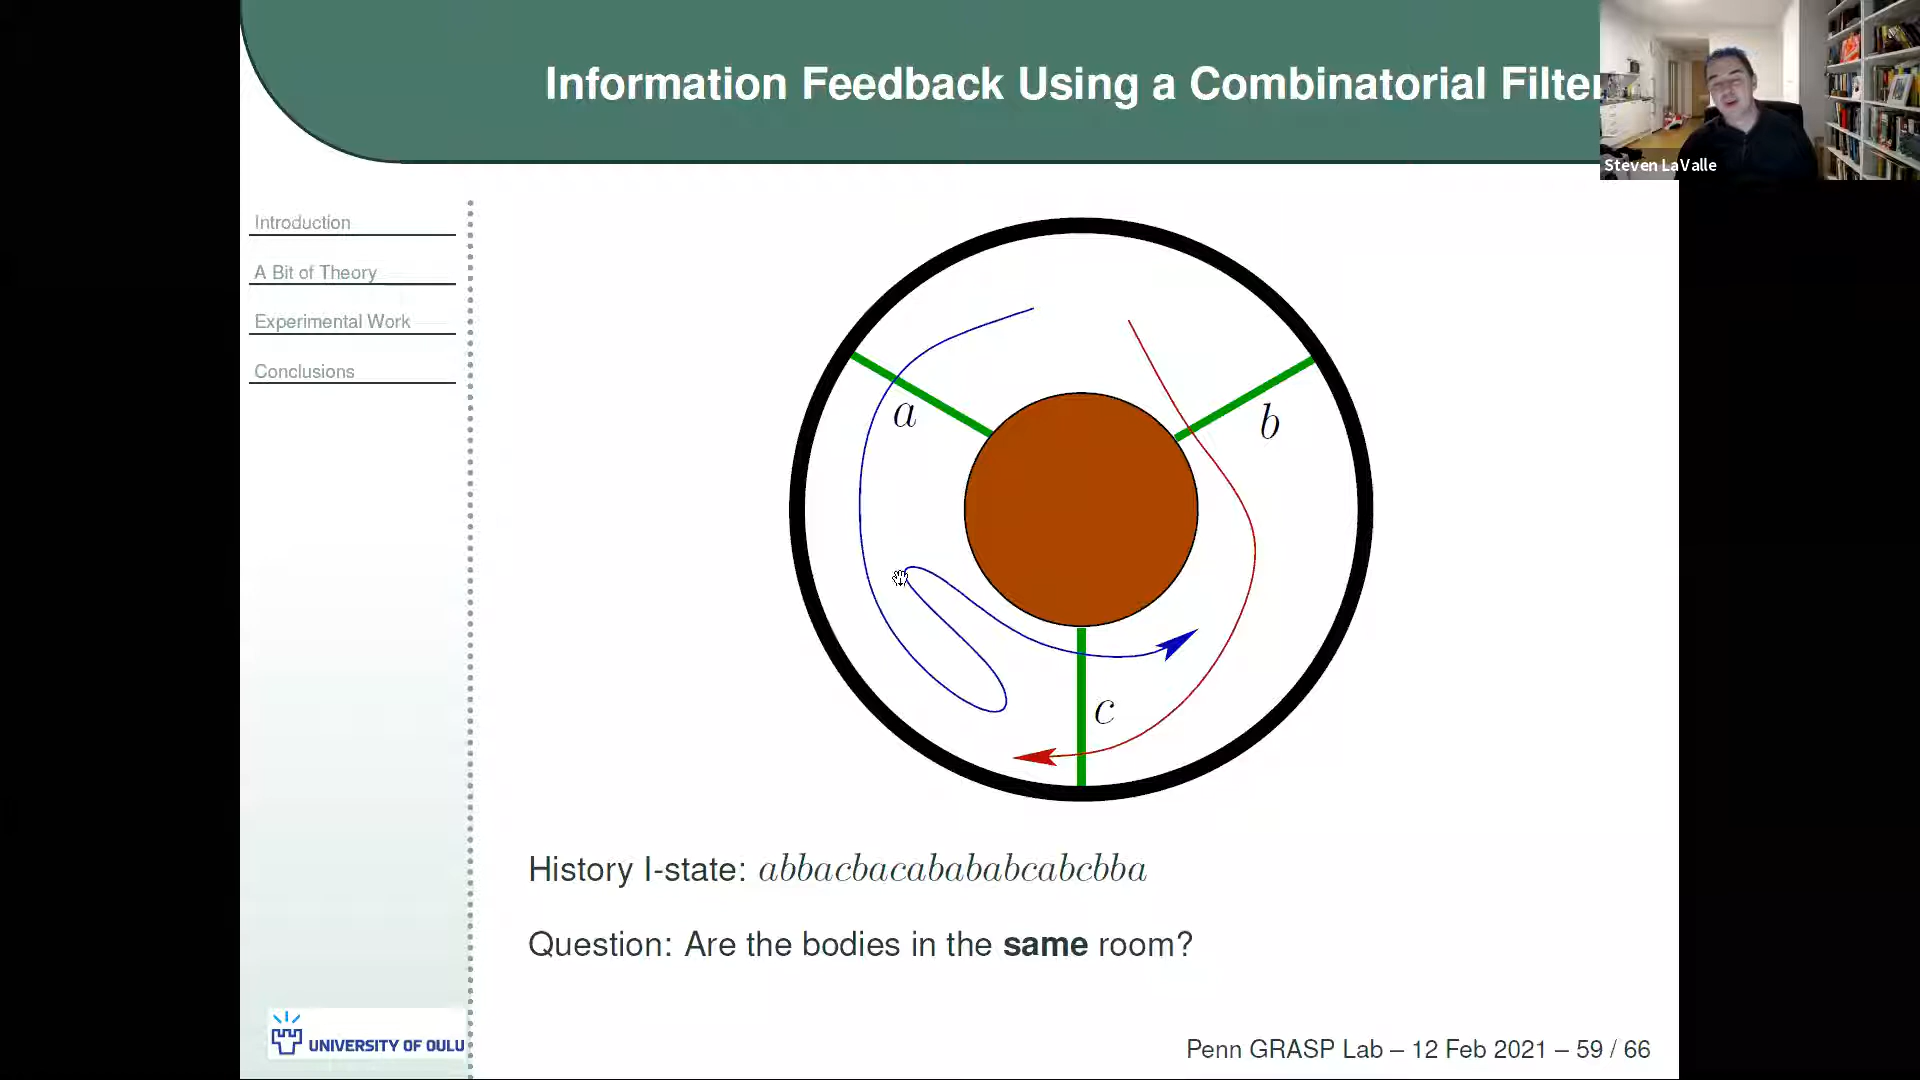 Information Feedback Using a Combinatorial Filter
Steven LaValle
Introduction
A Bit of Theory
Experimental Work
Conclusions
a
b
c
History I-state: abbacbacabababcabcbba
Question: Are the bodies in the same room?
UNIVERSITY OF OULU
Penn GRASP Lab – 12 Feb 2021 – 59 / 66